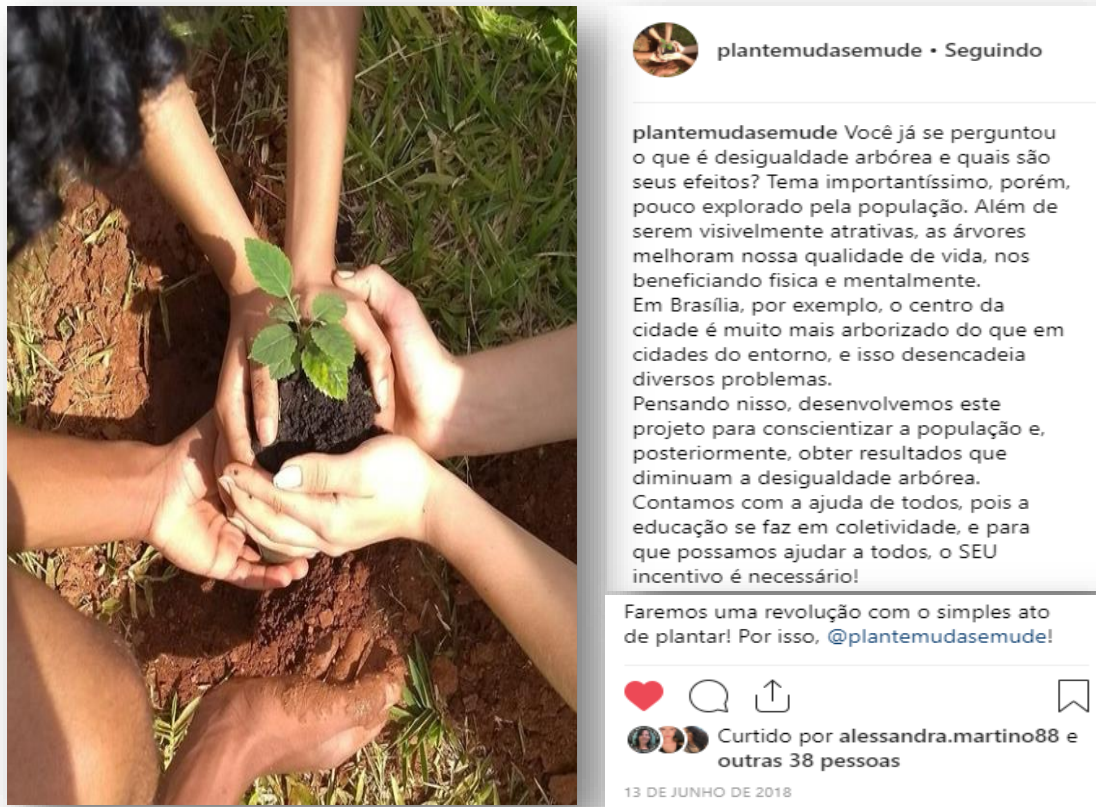 plantemudasemude • Seguindo
plantemudasemude Você já se perguntou
o que é desigualdade arbórea e quais são
seus efeitos? Tema importantíssimo, porém,
pouco explorado pela população. Além de
serem visivelmente atrativas, as árvores
melhoram nossa qualidade de vida, nos
beneficiando fisica e mentalmente.
Em Brasília, por exemplo, o centro da
cidade é muito mais arborizado do que em
cidades do entorno, e isso desencadeia
diversos problemas.
Pensando nisso, desenvolvemos este
projeto para conscientizar a população e,
posteriormente, obter resultados que
diminuam a desigualdade arbórea.
Contamos com a ajuda de todos, pois a
educação se faz em coletividade, e para
que possamos ajudar a todos, o SEU
incentivo é necessário!
Faremos uma revolução com o simples ato
de plantar! Por isso, @plantemudasemude!
Curtido por alessandra.martino88 e
outras 38 pessoas
13 DE JUNHO DE 2018